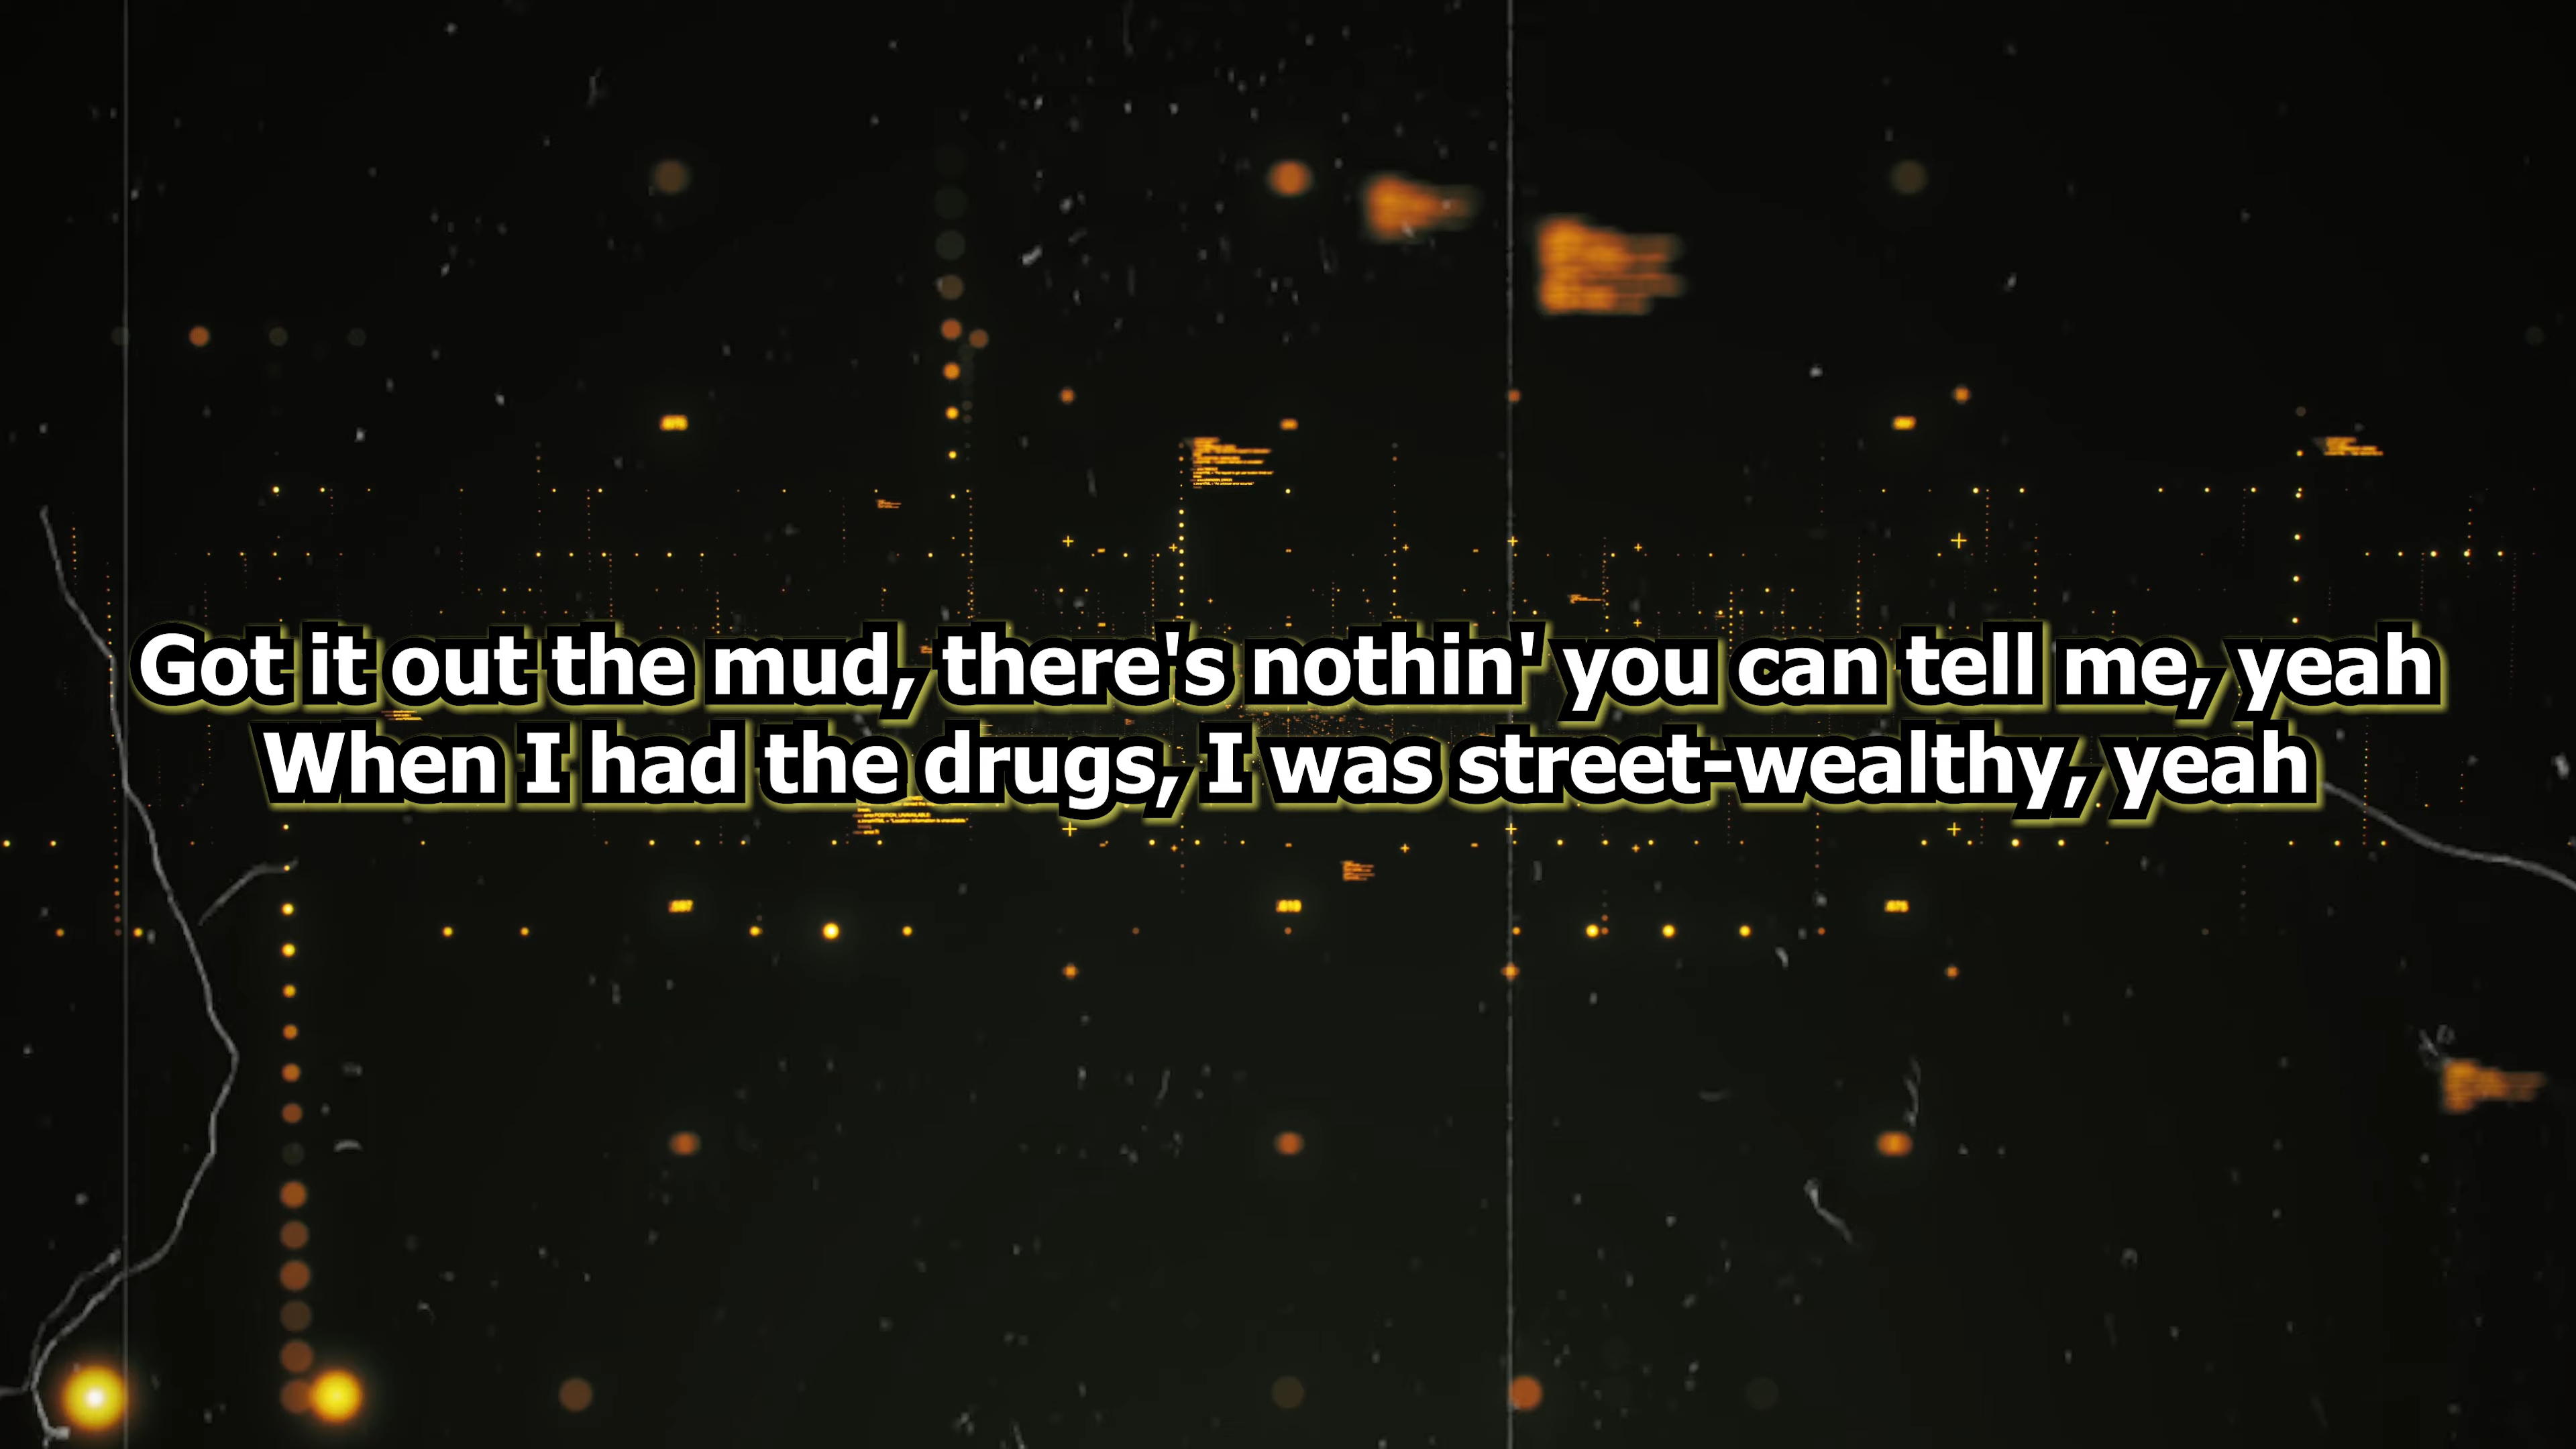 Got it out the mud, there's nothin' you can tell me, yeah
When I had the drugs, I was street-wealthy, yeah